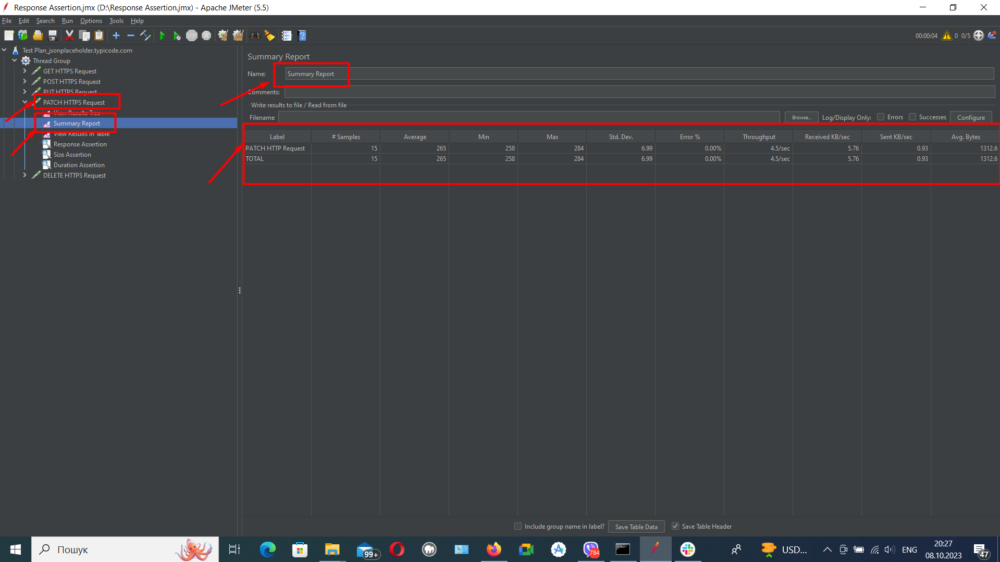 Response Assertion.jmx (D:\Response Assertion.jmx) - Apache JMeter (5.5)
File Edit Search Run Options Tools Help
00:00:04 0 0/5
Test Plan_jsonplaceholder.typicode.com
Thread Group
GET HTTPS Request
POST HTTPS Request
PUT HTTPS Request
PATCH HTTPS Request
View Results Tree
Summary Report
View Results in Table
Response Assertion
Size Assertion
Duration Assertion
DELETE HTTPS Request
Summary Report
Name: Summary Report
Comments:
Write results to file / Read from file
Filename Browse... Log/Display Only: Errors Successes Configure
Label # Samples Average Min Max Std. Dev. Error % Throughput Received KB/sec Sent KB/sec Avg. Bytes
PATCH HTTP Request 15 265 258 284 6.99 0.00% 4.5/sec 5.76 0.93 1312.6
TOTAL 15 265 258 284 6.99 0.00% 4.5/sec 5.76 0.93 1312.6
Include group name in label? Save Table Data Save Table Header
Пошук 99+ 784 USD... ENG 20:27
08.10.2023 47